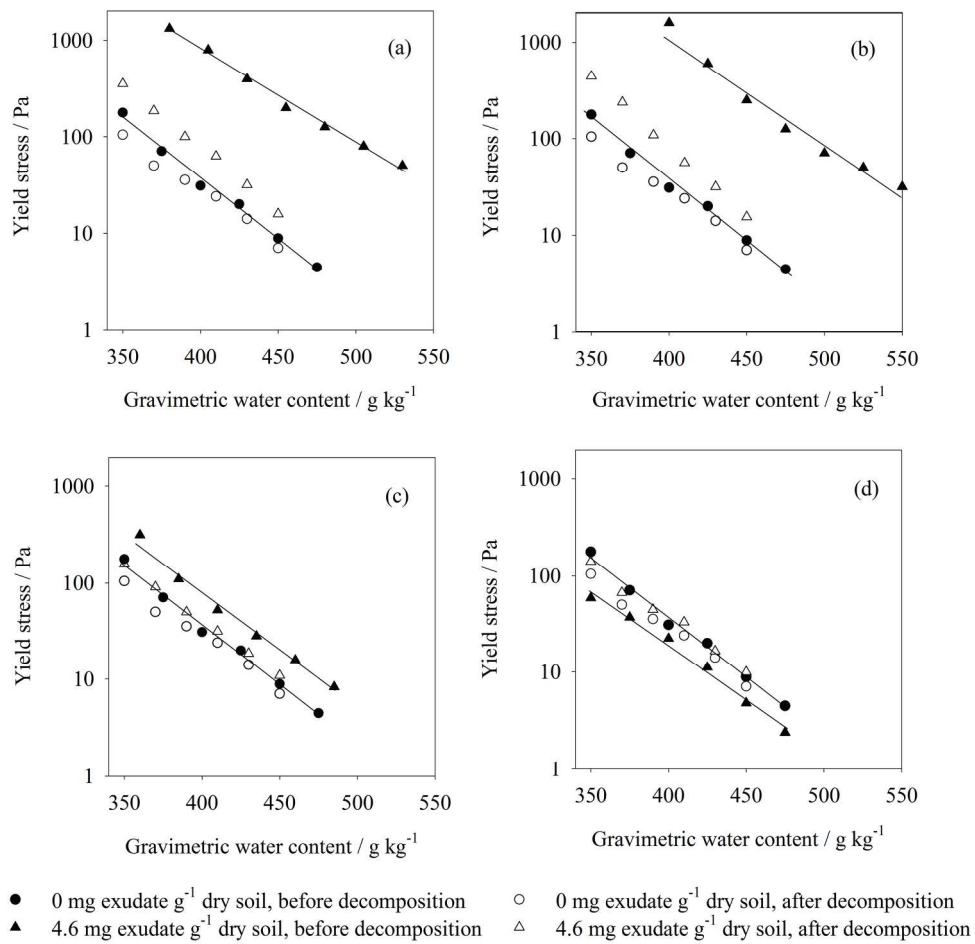 (a)
1000
100
10
1
Yield stress / Pa
350 400 450 500 550
Gravimetric water content / g kg⁻¹
(b)
1000
100
10
1
Yield stress / Pa
350 400 450 500 550
Gravimetric water content / g kg⁻¹
(c)
1000
100
10
1
Yield stress / Pa
350 400 450 500 550
Gravimetric water content / g kg⁻¹
(d)
1000
100
10
1
Yield stress / Pa
350 400 450 500 550
Gravimetric water content / g kg⁻¹
0 mg exudate g⁻¹ dry soil, before decomposition
0 mg exudate g⁻¹ dry soil, after decomposition
4.6 mg exudate g⁻¹ dry soil, before decomposition
4.6 mg exudate g⁻¹ dry soil, after decomposition